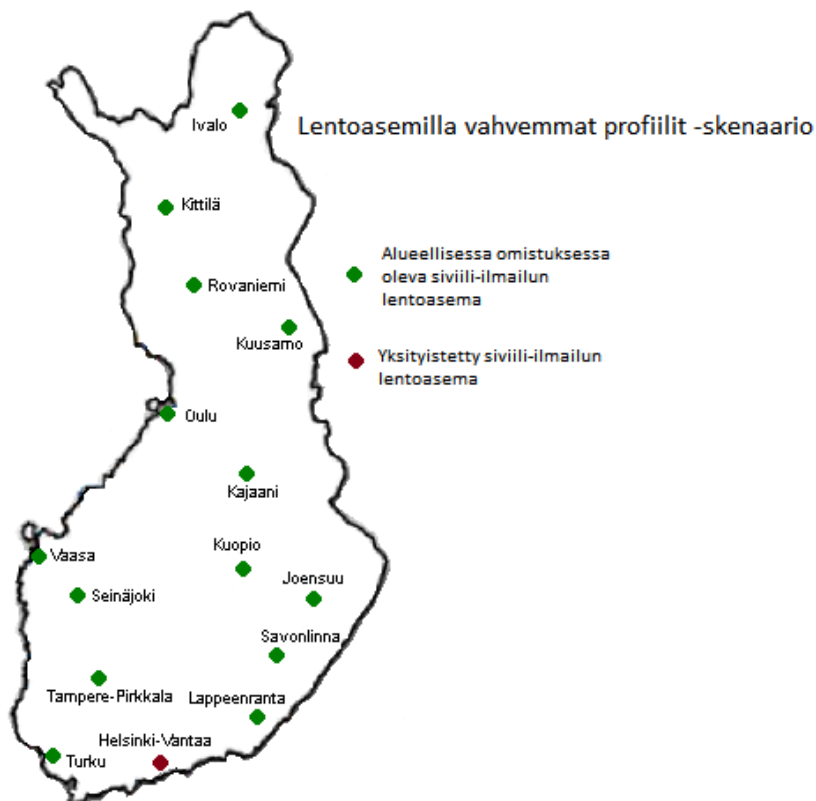 Ivalo
Lentoasemilla vahvemmat profiilit -skenaario
Kittilä
Alueellisessa omistuksessa
oleva siviili-ilmailun
lentoasema
Rovaniemi
Kuusamo
Yksityistetty siviili-ilmailun
lentoasema
Oulu
Kajaani
Kuopio
Vaasa
Joensuu
Seinäjoki
Savonlinna
Tampere-Pirkkala
Lappeenranta
Helsinki-Vantaa
Turku